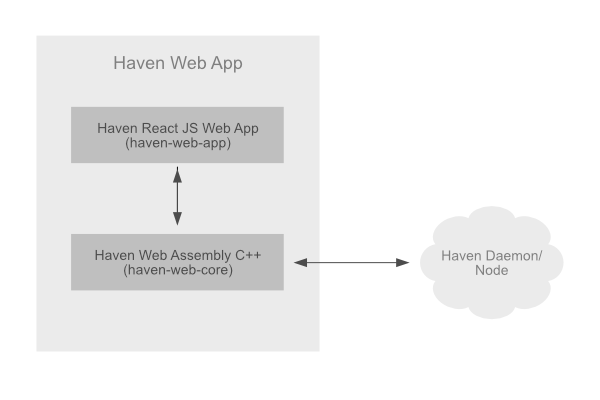 Haven Web App
Haven React JS Web App
(haven-web-app)
Haven Web Assembly C++
(haven-web-core)
Haven Daemon/
Node